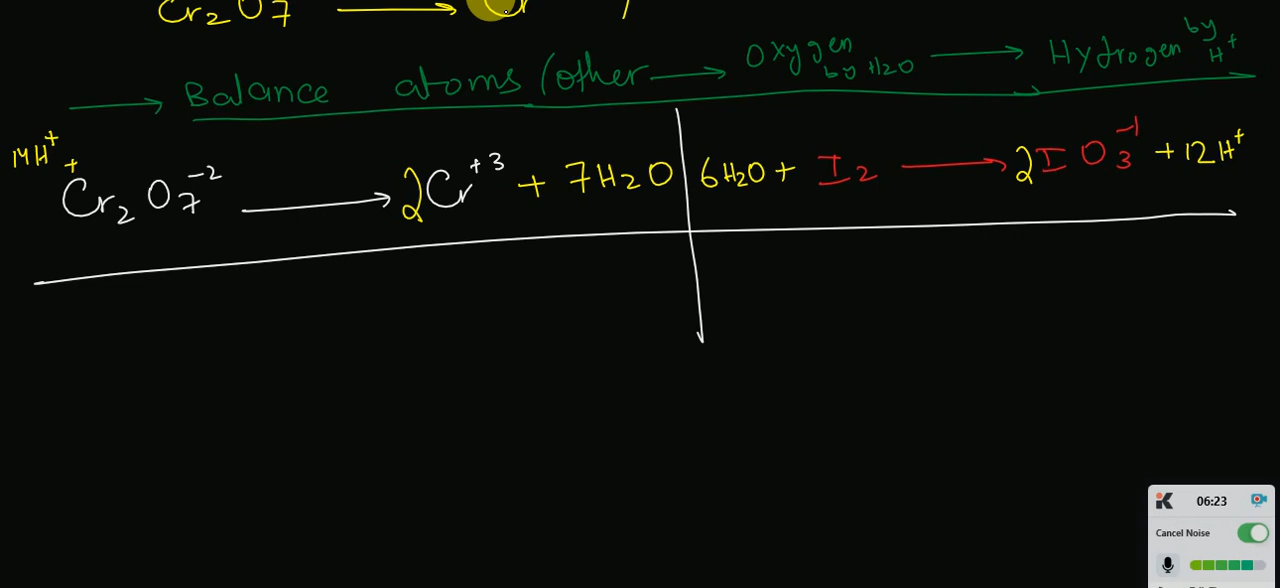 Cr2O7 → Cr
→ Balance atoms (other → Oxygen by H2O → Hydrogen by H+
14H+ + Cr2O7-2 → 2Cr+3 + 7H2O
6H2O + I2 → 2IO3-1 + 12H+
06:23
Cancel Noise